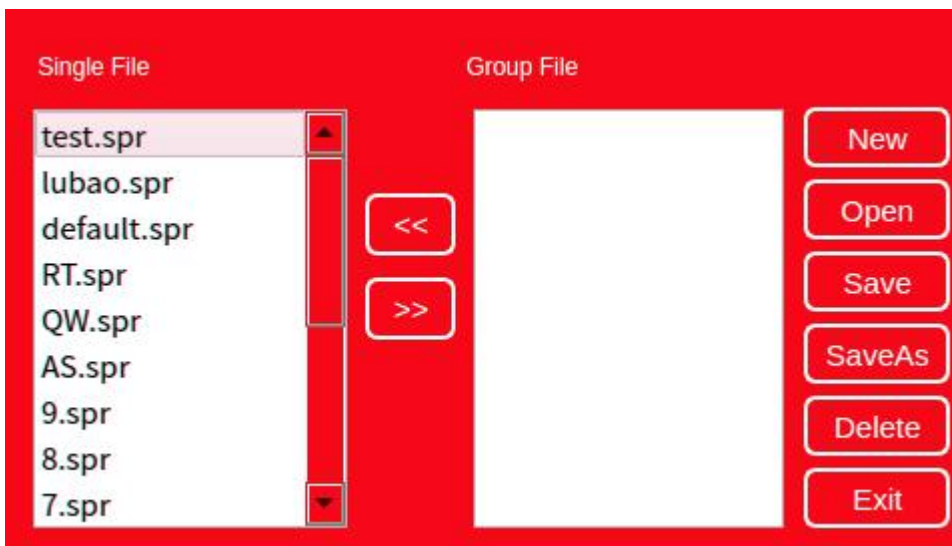 Single File
Group File
test.spr
lubao.spr
default.spr
RT.spr
QW.spr
AS.spr
9.spr
8.spr
7.spr
<<
>>
New
Open
Save
SaveAs
Delete
Exit